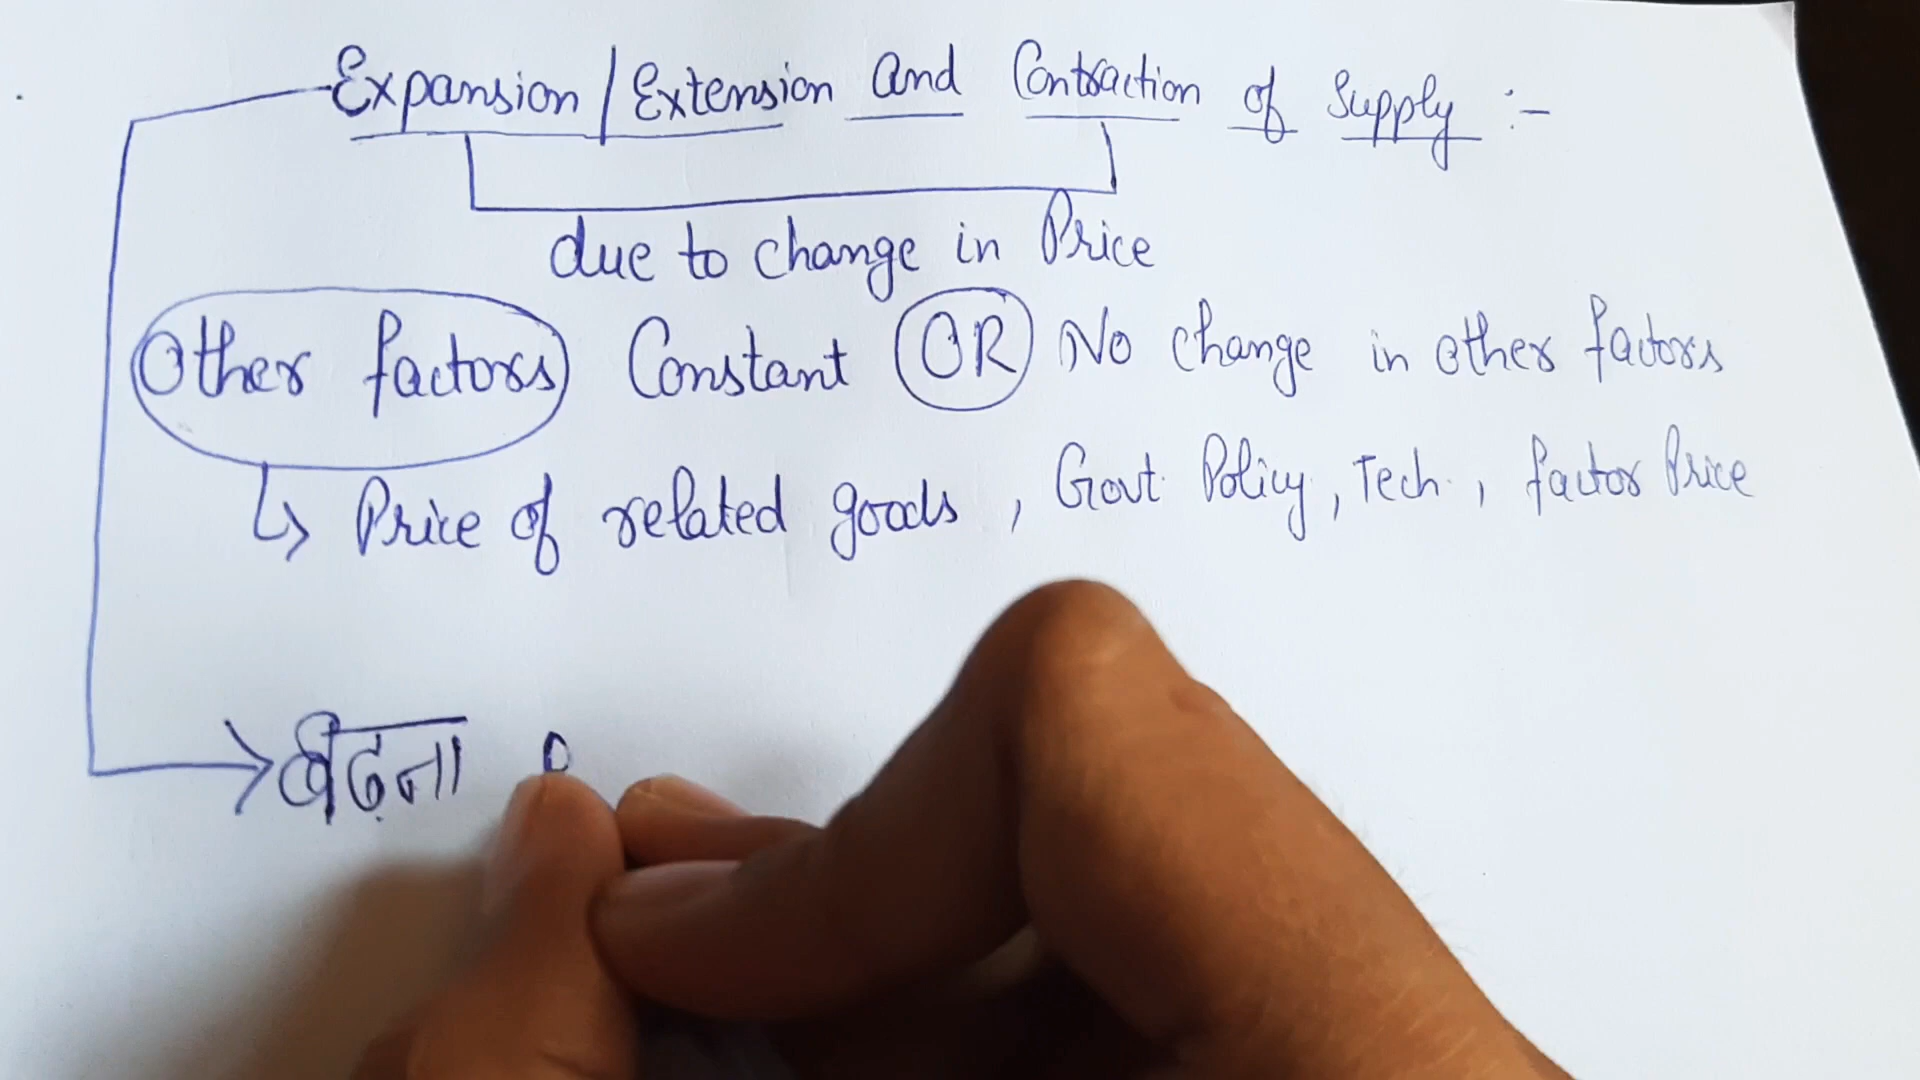 Expansion/Extension and Contraction of Supply :-
due to change in Price
Other factors Constant OR No change in other factors
↳ Price of related goods, Govt. Policy, Tech., factor Price
बढ़ना